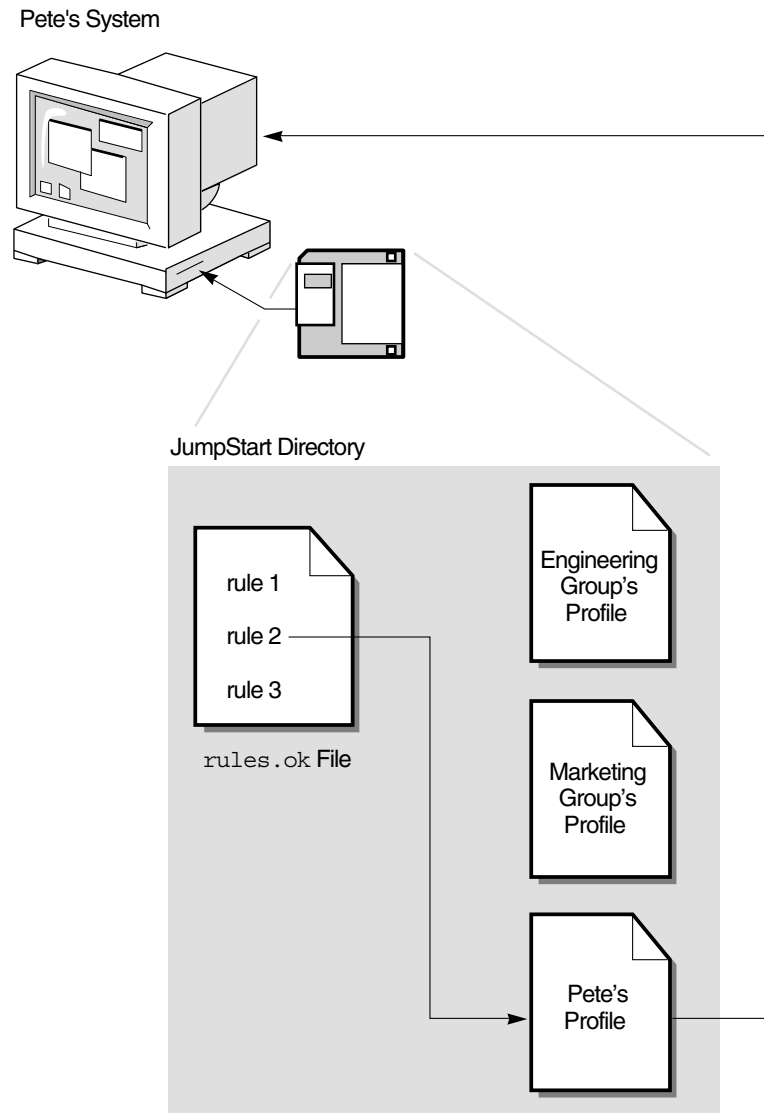 Pete's System
JumpStart Directory
rule 1
rule 2
rule 3
rules.ok File
Engineering
Group's
Profile
Marketing
Group's
Profile
Pete's
Profile